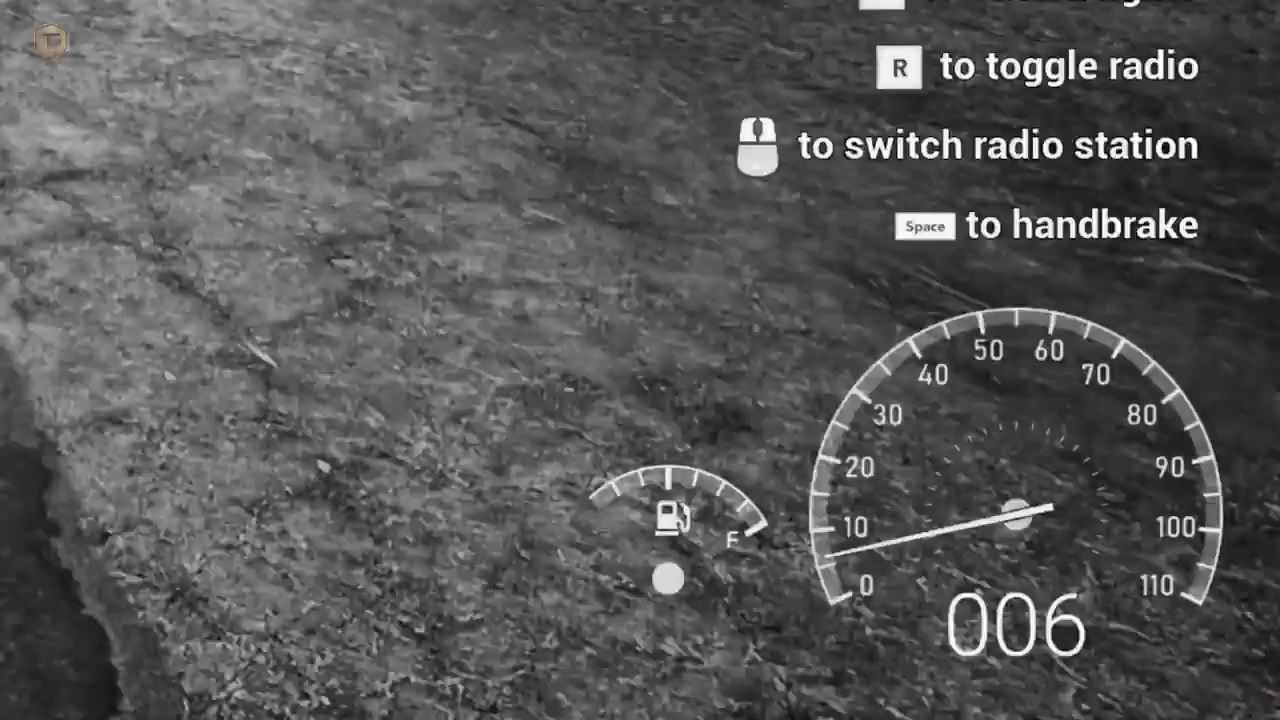 R to toggle radio
to switch radio station
Space to handbrake
50 60
40 70
30 80
20 90
10 100
0 110
F
006